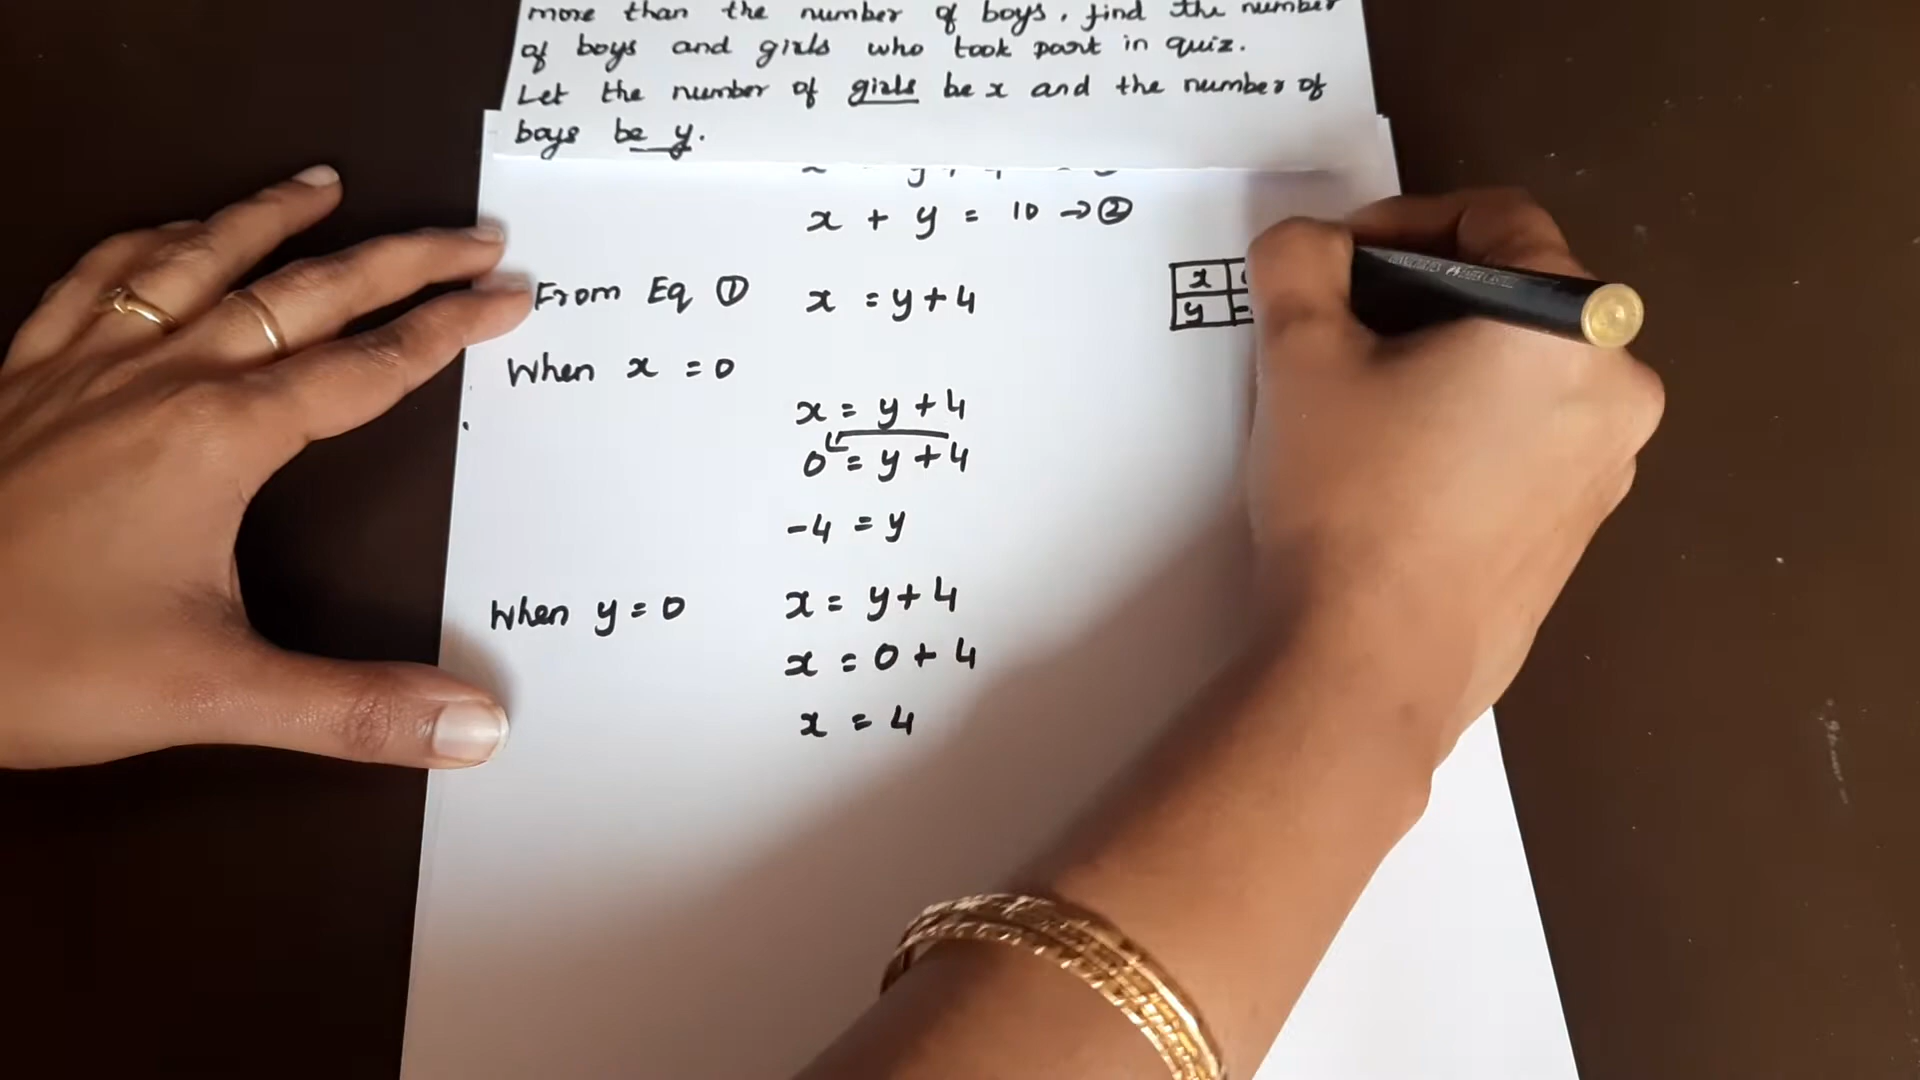 more than the number of boys, find the number
of boys and girls who took part in quiz.
Let the number of girls be x and the number of
boys be y.
x + y = 10 → ②
From Eq ① x = y + 4
x
y
When x = 0
x = y + 4
0 = y + 4
-4 = y
When y = 0 x = y + 4
x = 0 + 4
x = 4